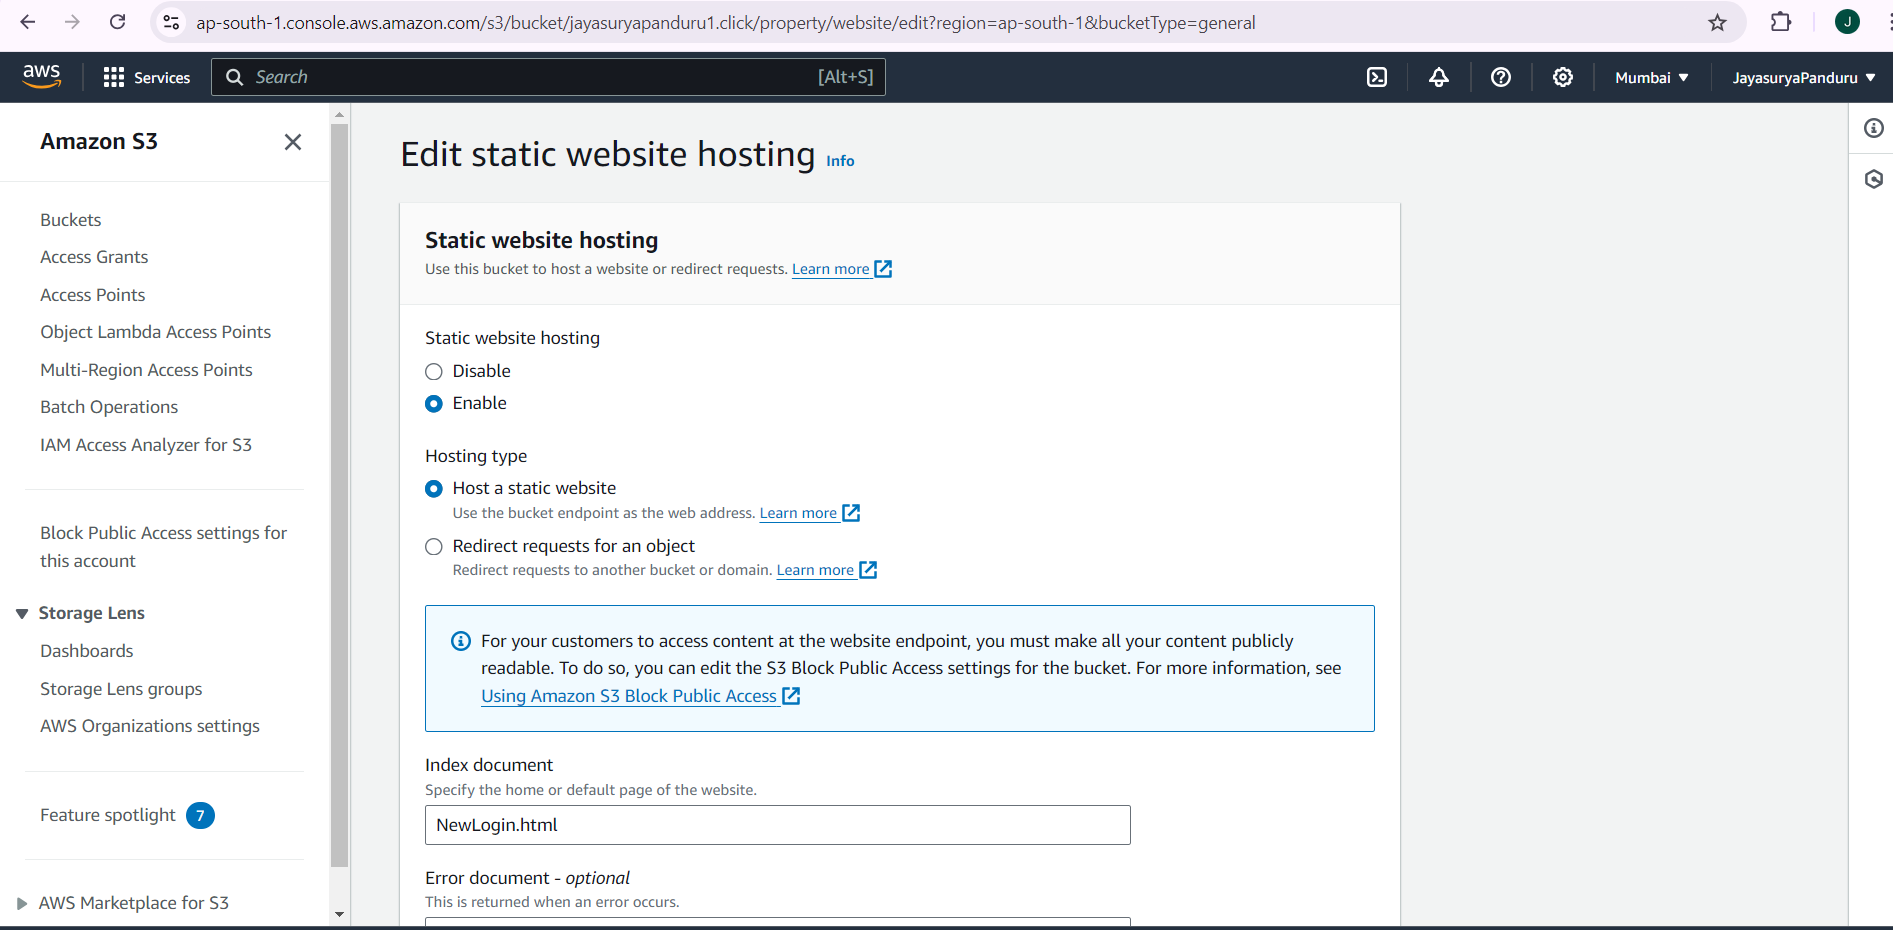 ap-south-1.console.aws.amazon.com/s3/bucket/jayasuryapanduru1.click/property/website/edit?region=ap-south-1&bucketType=general
J
aws
Services
Search
[Alt+S]
Mumbai
JayasuryaPanduru
Amazon S3
Buckets
Access Grants
Access Points
Object Lambda Access Points
Multi-Region Access Points
Batch Operations
IAM Access Analyzer for S3
Block Public Access settings for
this account
Storage Lens
Dashboards
Storage Lens groups
AWS Organizations settings
Feature spotlight 7
AWS Marketplace for S3
Edit static website hosting Info
Static website hosting
Use this bucket to host a website or redirect requests. Learn more
Static website hosting
Disable
Enable
Hosting type
Host a static website
Use the bucket endpoint as the web address. Learn more
Redirect requests for an object
Redirect requests to another bucket or domain. Learn more
For your customers to access content at the website endpoint, you must make all your content publicly
readable. To do so, you can edit the S3 Block Public Access settings for the bucket. For more information, see
Using Amazon S3 Block Public Access
Index document
Specify the home or default page of the website.
NewLogin.html
Error document - optional
This is returned when an error occurs.